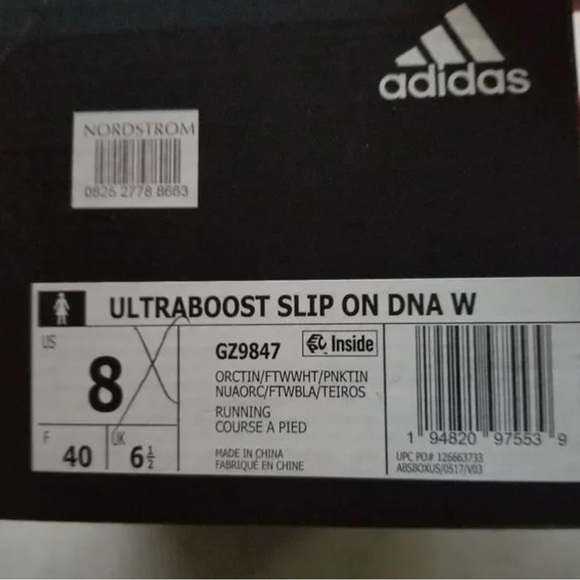 adidas
NORDSTROM
0825 2778 8663
ULTRABOOST SLIP ON DNA W
US
8
F
40
UK
6½
GZ9847
Inside
ORCTIN/FTWWHT/PNKTIN
NUAORC/FTWBLA/TEIROS
RUNNING
COURSE A PIED
MADE IN CHINA
FABRIQUÉ EN CHINE
1 94820 97553 9
UPC PO# 126663733
ABSBOXUS/0517/V03